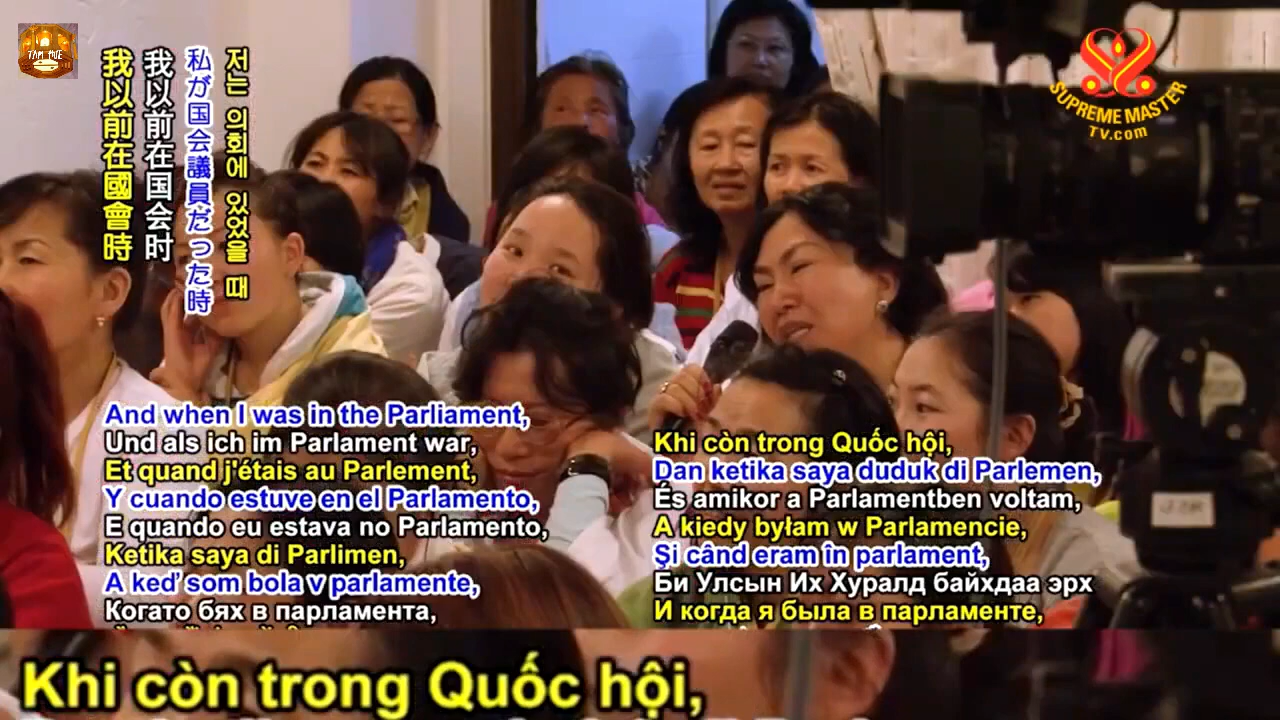 TAM TUE
SUPREME MASTER
TV.com
저는 의회에 있었을 때
私が国会議員だった時
我以前在国会时
我以前在國會時
And when I was in the Parliament,
Und als ich im Parlament war,
Et quand j'étais au Parlement,
Y cuando estuve en el Parlamento,
E quando eu estava no Parlamento,
Ketika saya di Parlimen,
A keď som bola v parlamente,
Когато бях в парламента,
Khi còn trong Quốc hội,
Dan ketika saya duduk di Parlemen,
És amikor a Parlamentben voltam,
A kiedy byłam w Parlamencie,
Şi când eram în parlament,
Би Улсын Их Хуралд байхдаа эрх
И когда я была в парламенте,
Khi còn trong Quốc hội,